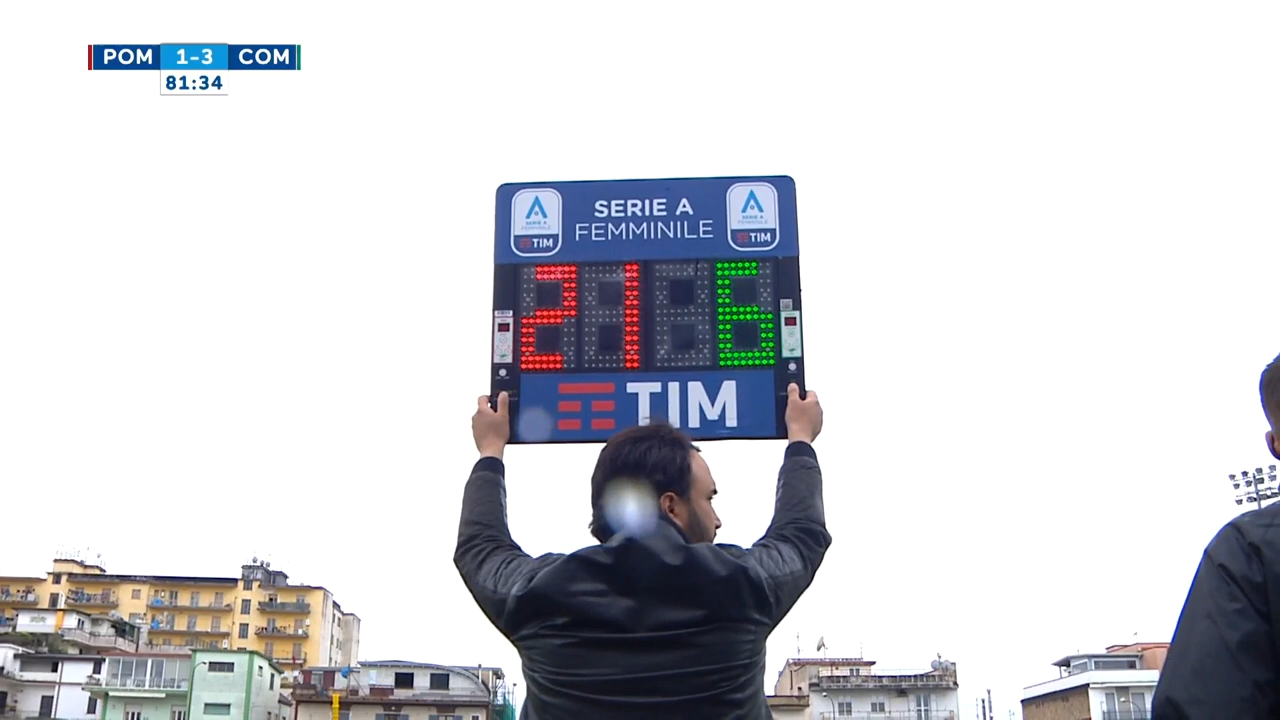 POM 1-3 COM
81:34
SERIE A
FEMMINILE
SERIE A
FEMMINILE
TIM
SERIE A
FEMMINILE
TIM
21 6
TIM